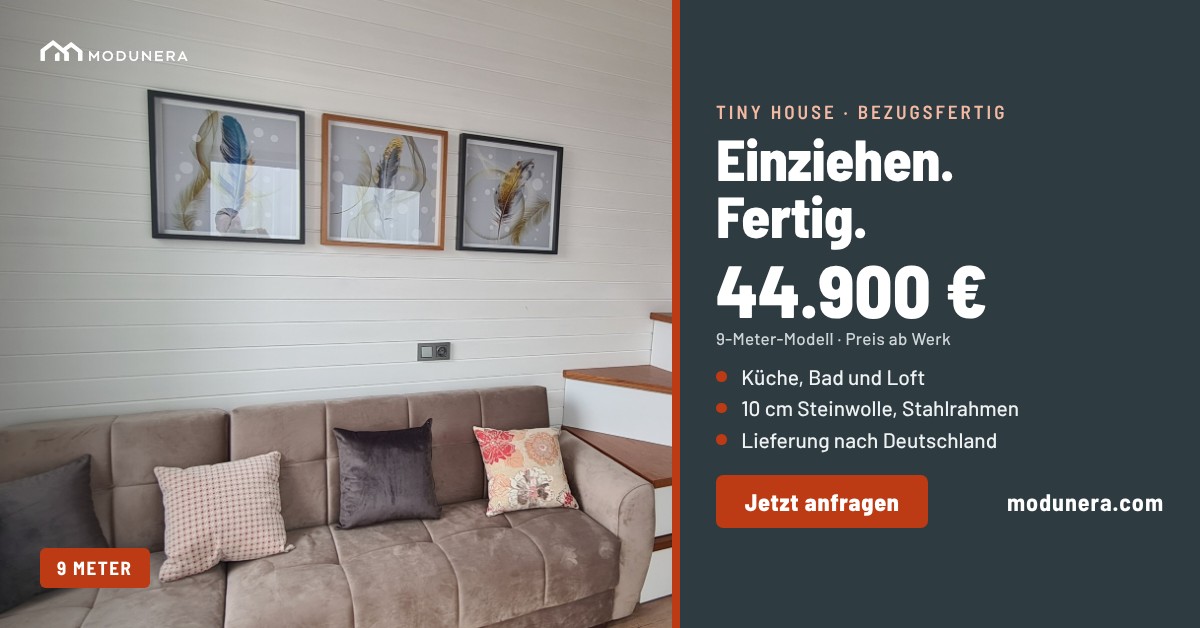 MODUNERA
9 METER
TINY HOUSE · BEZUGSFERTIG
Einziehen.
Fertig.
44.900 €
9-Meter-Modell · Preis ab Werk
Küche, Bad und Loft
10 cm Steinwolle, Stahlrahmen
Lieferung nach Deutschland
Jetzt anfragen
modunera.com